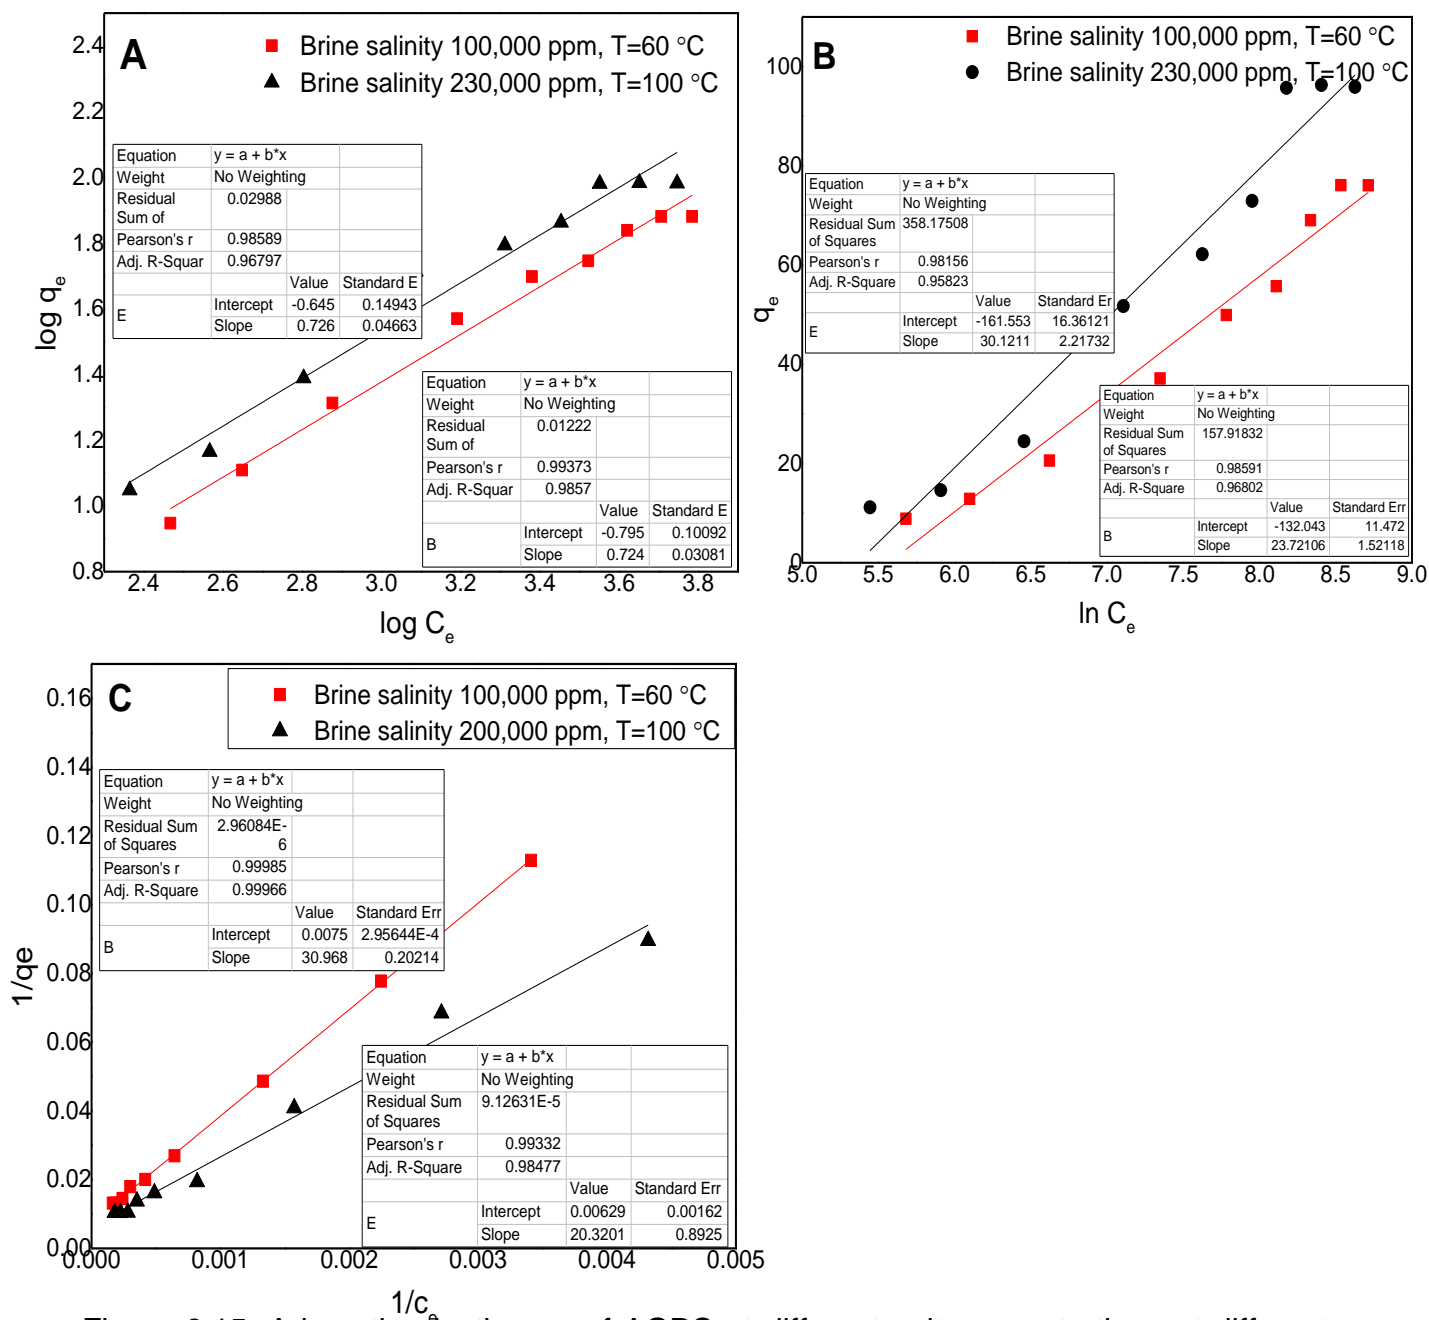 A
Brine salinity 100,000 ppm, T=60 °C
Brine salinity 230,000 ppm, T=100 °C
2.4
2.2
2.0
1.8
1.6
1.4
1.2
1.0
0.8
log qe
Equation y = a + b*x
Weight No Weighting
Residual Sum of 0.02988
Pearson's r 0.98589
Adj. R-Squar 0.96797
Value Standard E
E Intercept -0.645 0.14943
Slope 0.726 0.04663
Equation y = a + b*x
Weight No Weighting
Residual Sum of 0.01222
Pearson's r 0.99373
Adj. R-Squar 0.9857
Value Standard E
B Intercept -0.795 0.10092
Slope 0.724 0.03081
2.4 2.6 2.8 3.0 3.2 3.4 3.6 3.8
log Ce
B
Brine salinity 100,000 ppm, T=60 °C
Brine salinity 230,000 ppm, T=100 °C
100
80
60
40
20
0
qe
Equation y = a + b*x
Weight No Weighting
Residual Sum of Squares 358.17508
Pearson's r 0.98156
Adj. R-Square 0.95823
Value Standard Er
E Intercept -161.553 16.36121
Slope 30.1211 2.21732
Equation y = a + b*x
Weight No Weighting
Residual Sum of Squares 157.91832
Pearson's r 0.98591
Adj. R-Square 0.96802
Value Standard Err
B Intercept -132.043 11.472
Slope 23.72106 1.52118
5.0 5.5 6.0 6.5 7.0 7.5 8.0 8.5 9.0
ln Ce
C
Brine salinity 100,000 ppm, T=60 °C
Brine salinity 200,000 ppm, T=100 °C
0.16
0.14
0.12
0.10
0.08
0.06
0.04
0.02
0.00
1/qe
Equation y = a + b*x
Weight No Weighting
Residual Sum of Squares 2.96084E-6
Pearson's r 0.99985
Adj. R-Square 0.99966
Value Standard Err
B Intercept 0.0075 2.95644E-4
Slope 30.968 0.20214
Equation y = a + b*x
Weight No Weighting
Residual Sum of Squares 9.12631E-5
Pearson's r 0.99332
Adj. R-Square 0.98477
Value Standard Err
E Intercept 0.00629 0.00162
Slope 20.3201 0.8925
0.000 0.001 0.002 0.003 0.004 0.005
1/ce